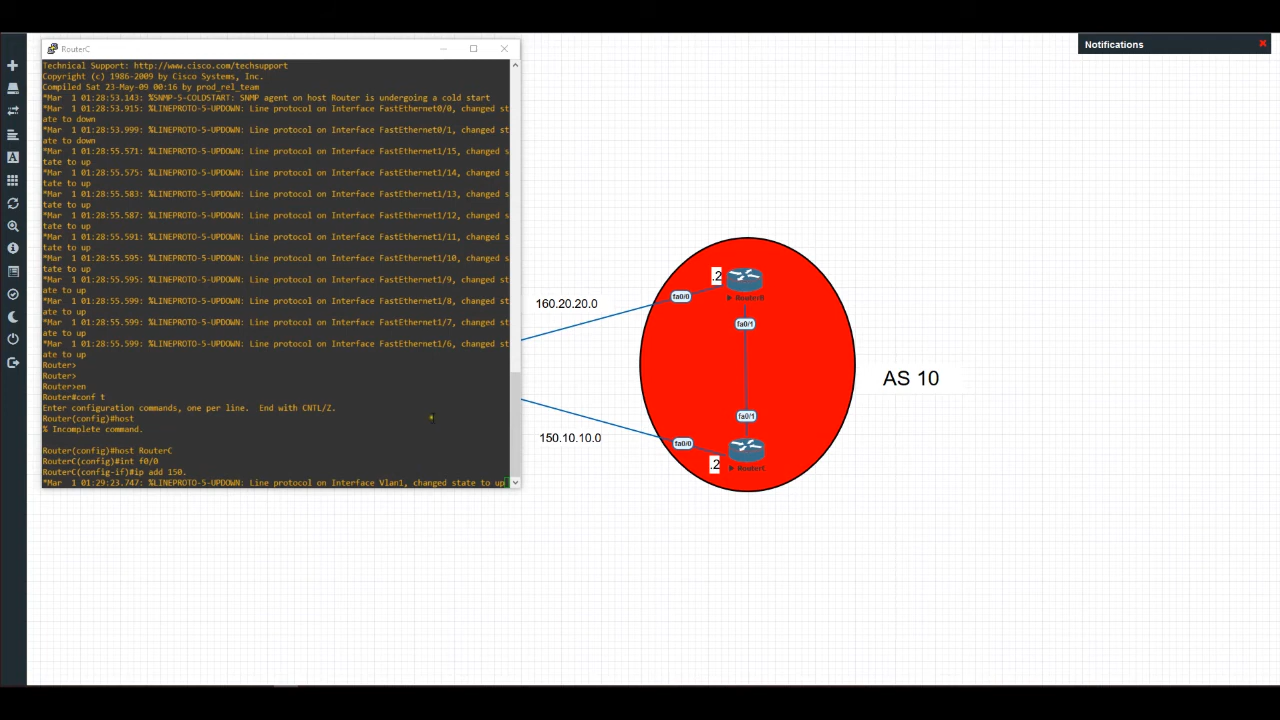 RouterC
Technical Support: http://www.cisco.com/techsupport
Copyright (c) 1986-2009 by Cisco Systems, Inc.
Compiled Sat 23-May-09 00:16 by prod_rel_team
*Mar  1 01:28:53.143: %SNMP-5-COLDSTART: SNMP agent on host Router is undergoing a cold start
*Mar  1 01:28:53.915: %LINEPROTO-5-UPDOWN: Line protocol on Interface FastEthernet0/0, changed st
ate to down
*Mar  1 01:28:53.999: %LINEPROTO-5-UPDOWN: Line protocol on Interface FastEthernet0/1, changed st
ate to down
*Mar  1 01:28:55.571: %LINEPROTO-5-UPDOWN: Line protocol on Interface FastEthernet1/15, changed s
tate to up
*Mar  1 01:28:55.575: %LINEPROTO-5-UPDOWN: Line protocol on Interface FastEthernet1/14, changed s
tate to up
*Mar  1 01:28:55.583: %LINEPROTO-5-UPDOWN: Line protocol on Interface FastEthernet1/13, changed s
tate to up
*Mar  1 01:28:55.587: %LINEPROTO-5-UPDOWN: Line protocol on Interface FastEthernet1/12, changed s
tate to up
*Mar  1 01:28:55.591: %LINEPROTO-5-UPDOWN: Line protocol on Interface FastEthernet1/11, changed s
tate to up
*Mar  1 01:28:55.595: %LINEPROTO-5-UPDOWN: Line protocol on Interface FastEthernet1/10, changed s
tate to up
*Mar  1 01:28:55.595: %LINEPROTO-5-UPDOWN: Line protocol on Interface FastEthernet1/9, changed st
ate to up
*Mar  1 01:28:55.599: %LINEPROTO-5-UPDOWN: Line protocol on Interface FastEthernet1/8, changed st
ate to up
*Mar  1 01:28:55.599: %LINEPROTO-5-UPDOWN: Line protocol on Interface FastEthernet1/7, changed st
ate to up
*Mar  1 01:28:55.599: %LINEPROTO-5-UPDOWN: Line protocol on Interface FastEthernet1/6, changed st
ate to up
Router>
Router>
Router>en
Router#conf t
Enter configuration commands, one per line.  End with CNTL/Z.
Router(config)#host
% Incomplete command.
Router(config)#host RouterC
RouterC(config)#int f0/0
RouterC(config-if)#ip add 150.
*Mar  1 01:29:23.747: %LINEPROTO-5-UPDOWN: Line protocol on Interface Vlan1, changed state to up
Notifications
.2
fa0/0
RouterB
160.20.20.0
fa0/1
AS 10
fa0/1
150.10.10.0
fa0/0
.2
RouterC